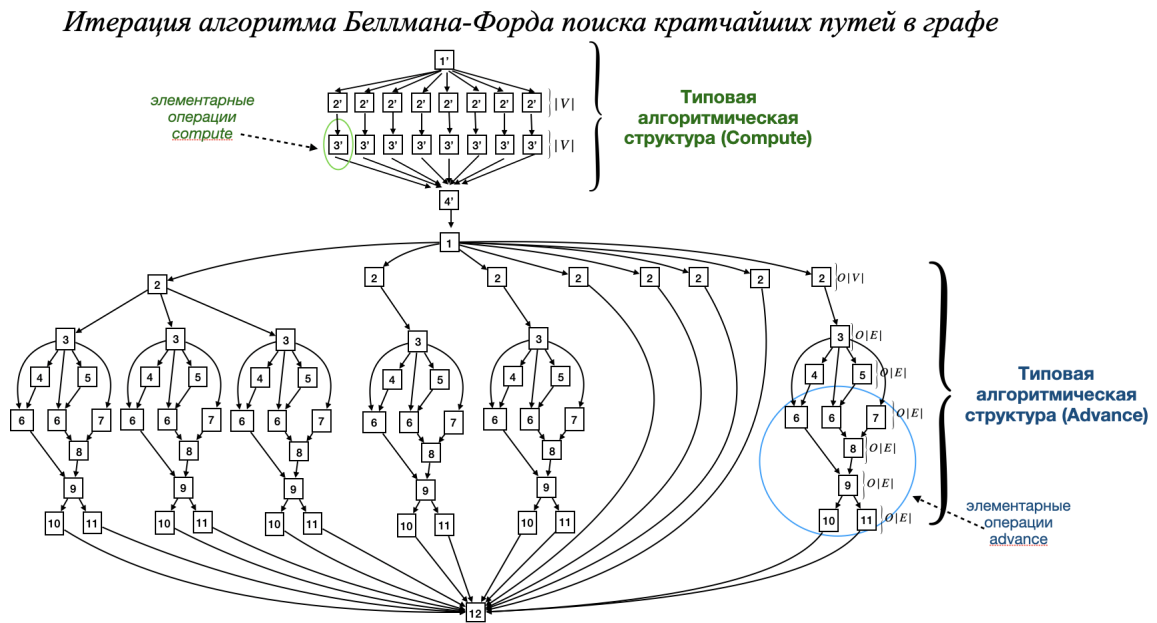 Итерация алгоритма Беллмана-Форда поиска кратчайших путей в графе
1'
элементарные
операции
compute
2' 2' 2' 2' 2' 2' 2' 2' |V|
3' 3' 3' 3' 3' 3' 3' 3' |V|
Типовая
алгоритмическая
структура (Compute)
4'
1
2 2 2 2 2 2 2 2 O|V|
3 3 3 3 3 3 O|E|
4 5 4 5 4 5 4 5 4 5 4 5 O|E|
6 6 7 6 6 7 6 6 7 6 6 7 6 6 7 6 6 7 O|E|
8 8 8 8 8 8 O|E|
9 9 9 9 9 9 O|E|
10 11 10 11 10 11 10 11 10 11 10 11 O|E|
Типовая
алгоритмическая
структура (Advance)
элементарные
операции
advance
12